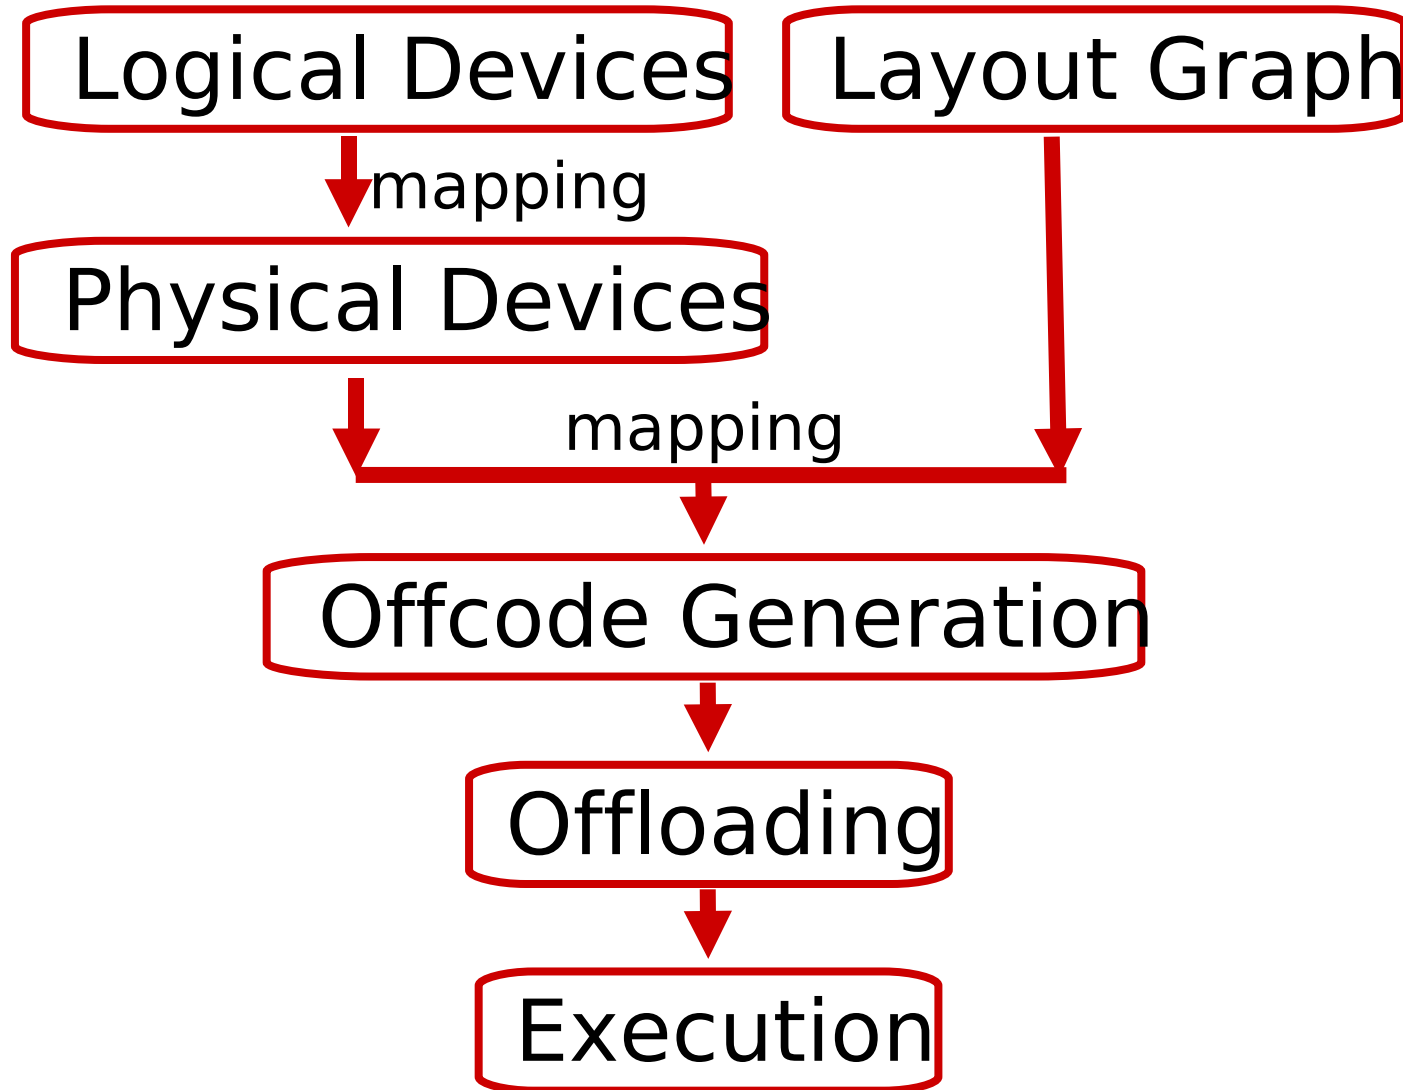 Logical Devices
Layout Graph
mapping
Physical Devices
mapping
Offcode Generation
Offloading
Execution